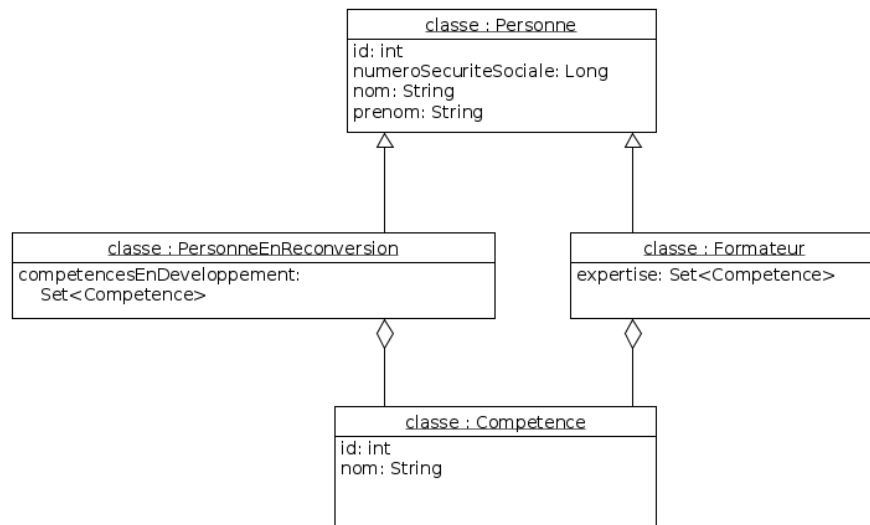 classe : Personne
id: int
numeroSecuriteSociale: Long
nom: String
prenom: String
classe : PersonneEnReconversion
competencesEnDeveloppement:
Set<Competence>
classe : Formateur
expertise: Set<Competence>
classe : Competence
id: int
nom: String